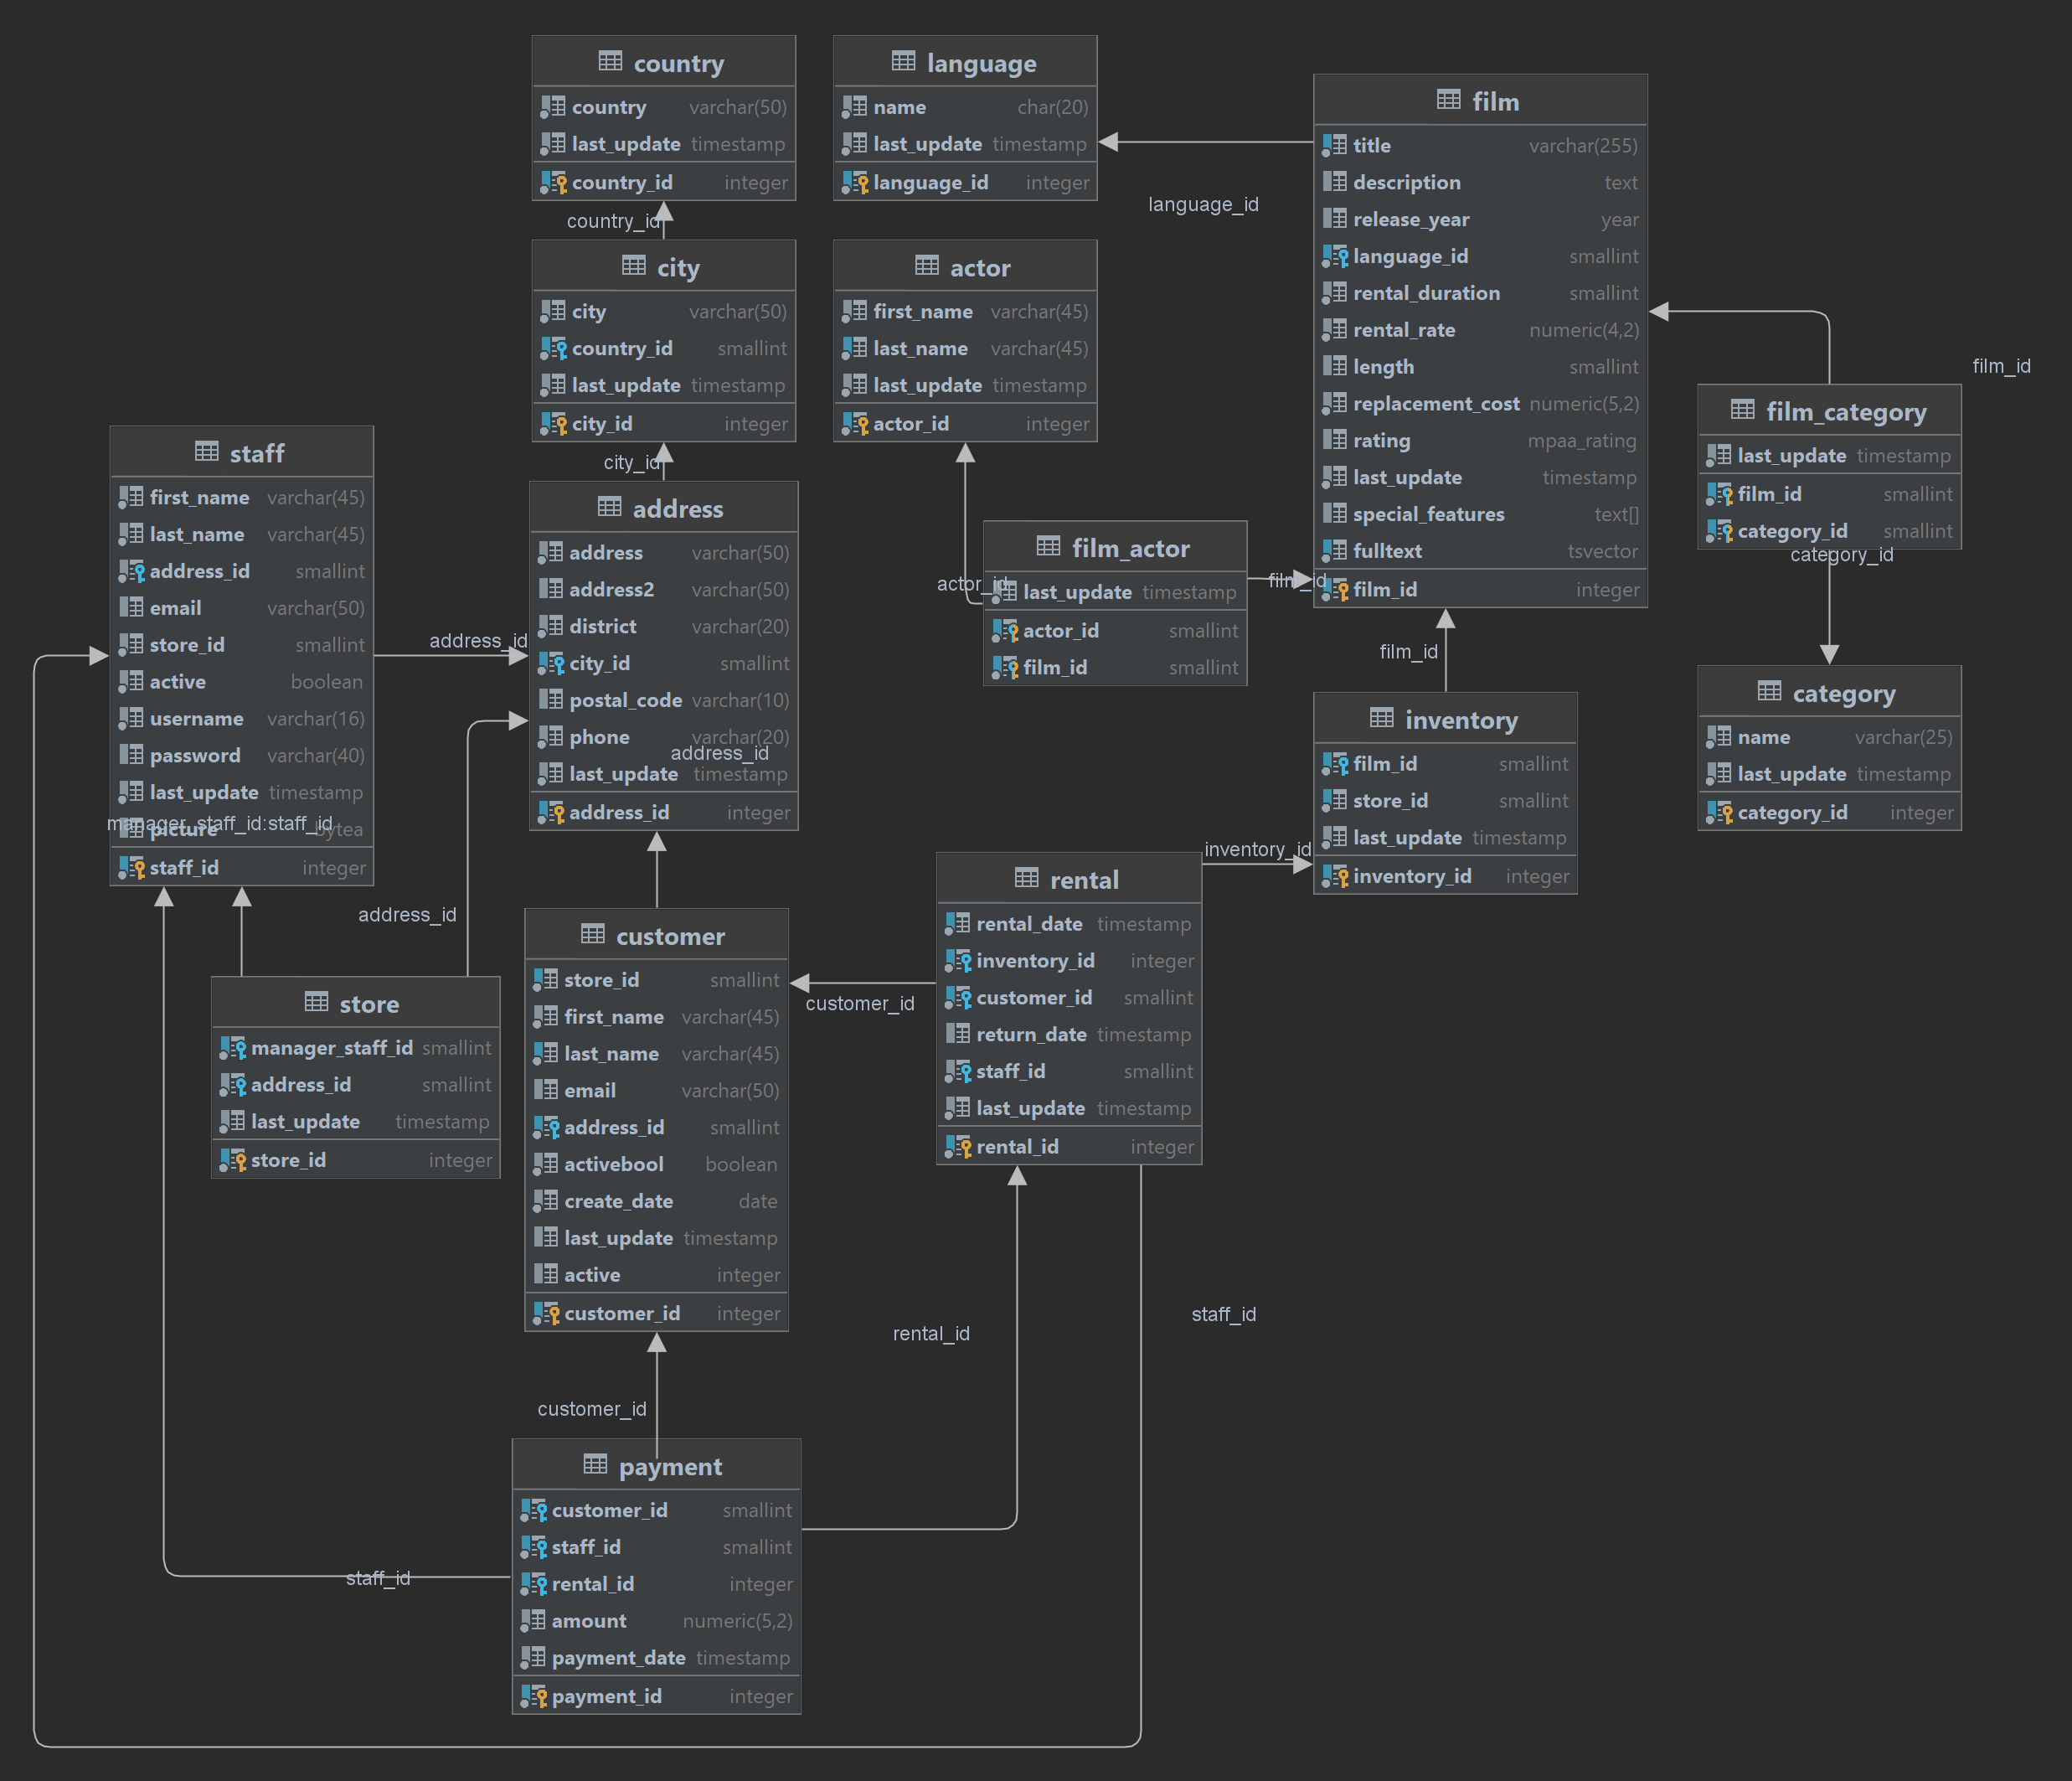 country
country varchar(50)
last_update timestamp
country_id integer
country_id
language
name char(20)
last_update timestamp
language_id integer
language_id
film
title varchar(255)
description text
release_year year
language_id smallint
rental_duration smallint
rental_rate numeric(4,2)
length smallint
replacement_cost numeric(5,2)
rating mpaa_rating
last_update timestamp
special_features text[]
fulltext tsvector
film_id integer
city
city varchar(50)
country_id smallint
last_update timestamp
city_id integer
city_id
actor
first_name varchar(45)
last_name varchar(45)
last_update timestamp
actor_id integer
film_id
film_category
last_update timestamp
film_id smallint
category_id smallint
category_id
staff
first_name varchar(45)
last_name varchar(45)
address_id smallint
email varchar(50)
store_id smallint
active boolean
username varchar(16)
password varchar(40)
last_update timestamp
picture bytea
manager_staff_id:staff_id
staff_id integer
address_id
address
address varchar(50)
address2 varchar(50)
district varchar(20)
city_id smallint
postal_code varchar(10)
phone varchar(20)
address_id
last_update timestamp
address_id integer
film_actor
actor_id
last_update timestamp
actor_id smallint
film_id smallint
film_id
film_id
inventory
film_id smallint
store_id smallint
last_update timestamp
inventory_id integer
category
name varchar(25)
last_update timestamp
category_id integer
inventory_id
rental
rental_date timestamp
inventory_id integer
customer_id smallint
return_date timestamp
staff_id smallint
last_update timestamp
rental_id integer
address_id
customer_id
store
manager_staff_id smallint
address_id smallint
last_update timestamp
store_id integer
customer
store_id smallint
first_name varchar(45)
last_name varchar(45)
email varchar(50)
address_id smallint
activebool boolean
create_date date
last_update timestamp
active integer
customer_id integer
staff_id
rental_id
customer_id
payment
customer_id smallint
staff_id smallint
rental_id integer
amount numeric(5,2)
payment_date timestamp
payment_id integer
staff_id